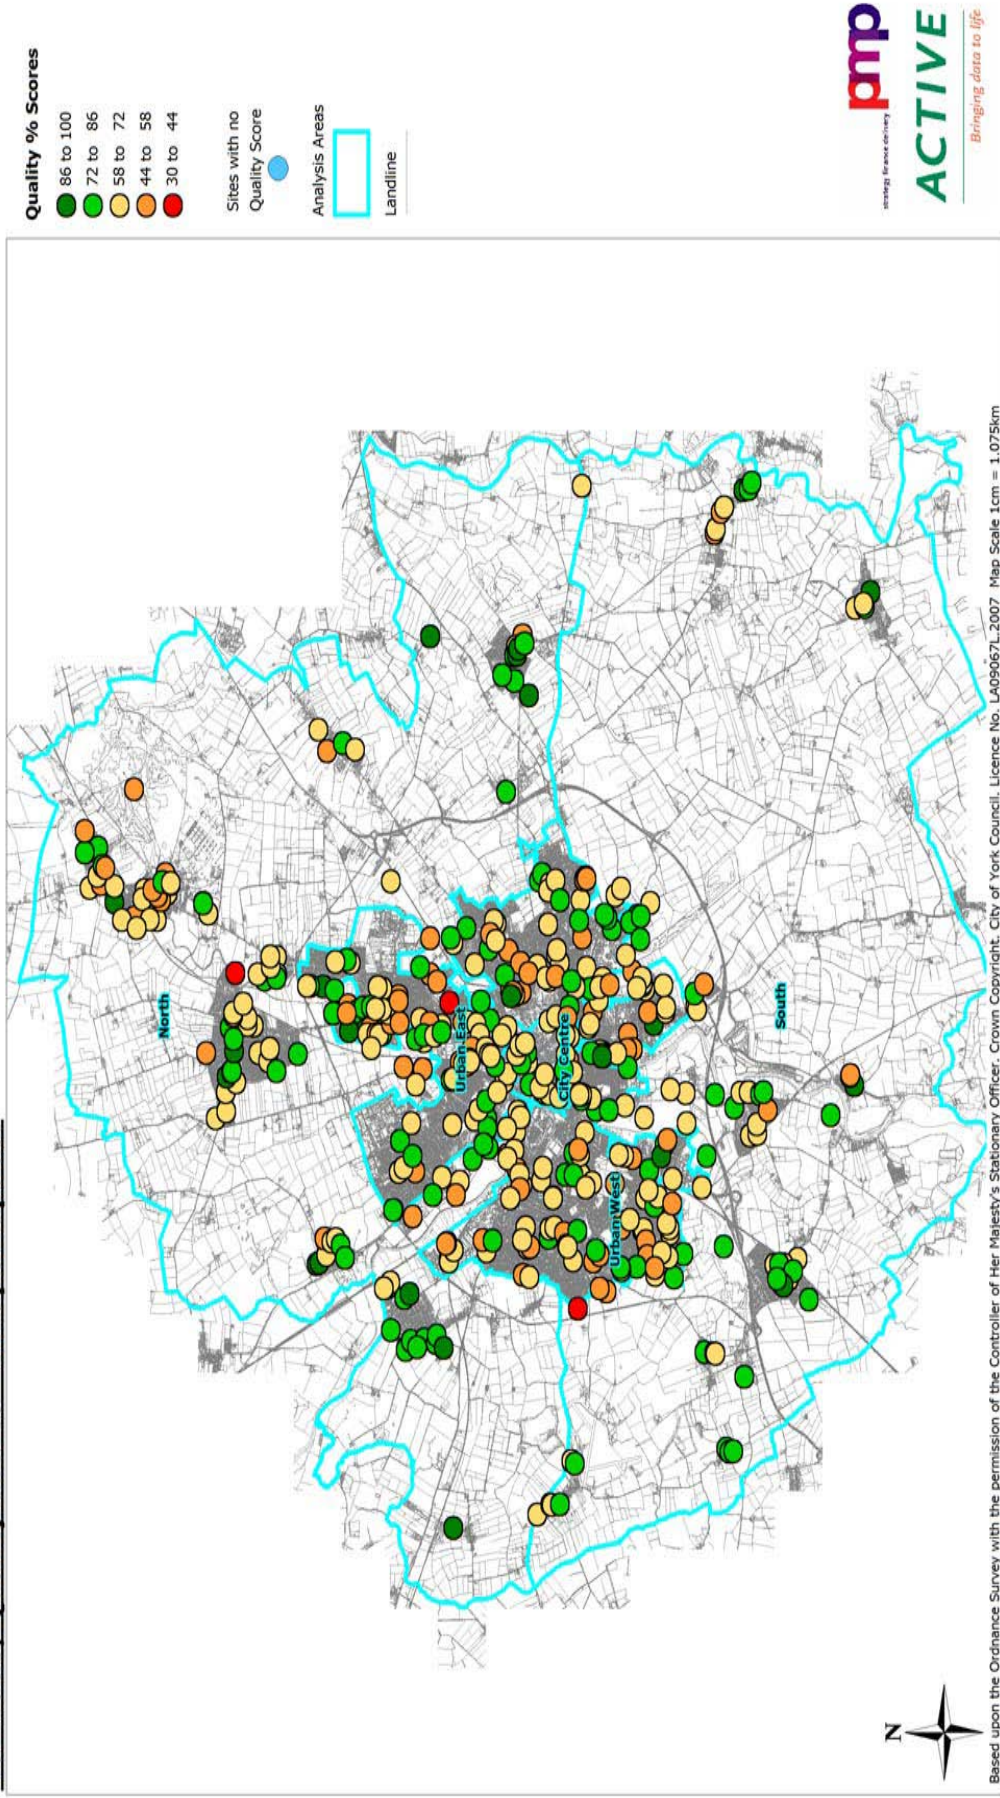 Quality % Scores
86 to 100
72 to 86
58 to 72
44 to 58
30 to 44
Sites with no
Quality Score
Analysis Areas
Landline
North
Urban East
City Centre
Urban West
South
N
pmp
strategy finance delivery
ACTIVE
Bringing data to life
Based upon the Ordnance Survey with the permission of the Controller of Her Majesty's Stationary Officer. Crown Copyright. City of York Council. Licence No. LA09067L.2007 Map Scale 1cm = 1.075km